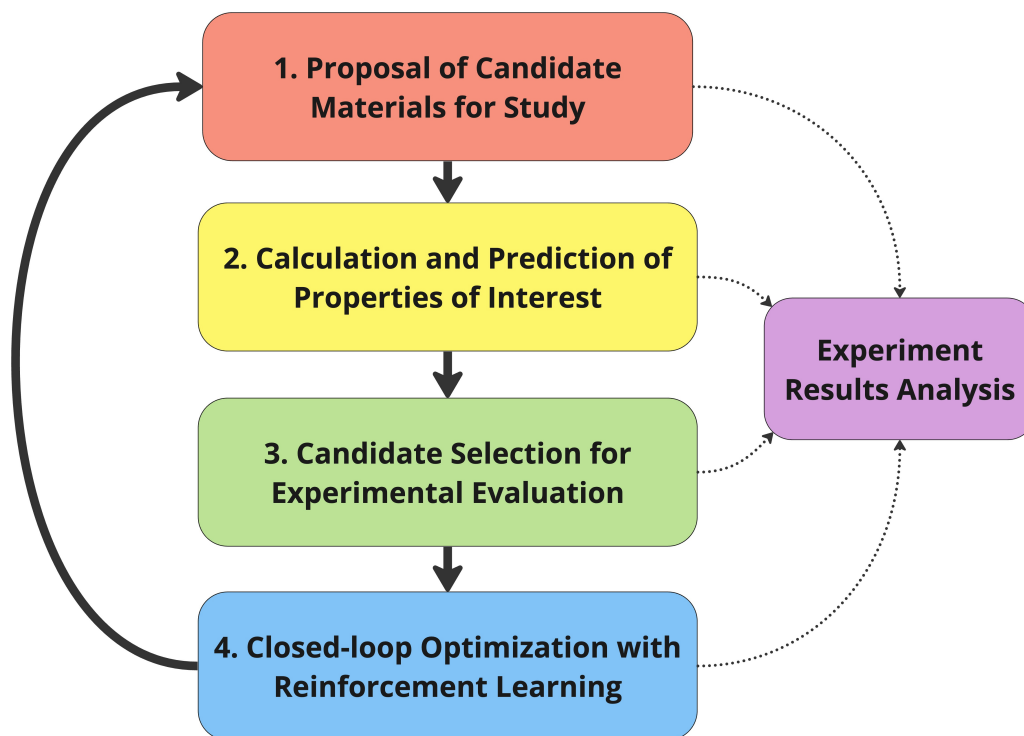 1. Proposal of Candidate
Materials for Study
2. Calculation and Prediction of
Properties of Interest
Experiment
Results Analysis
3. Candidate Selection for
Experimental Evaluation
4. Closed-loop Optimization with
Reinforcement Learning